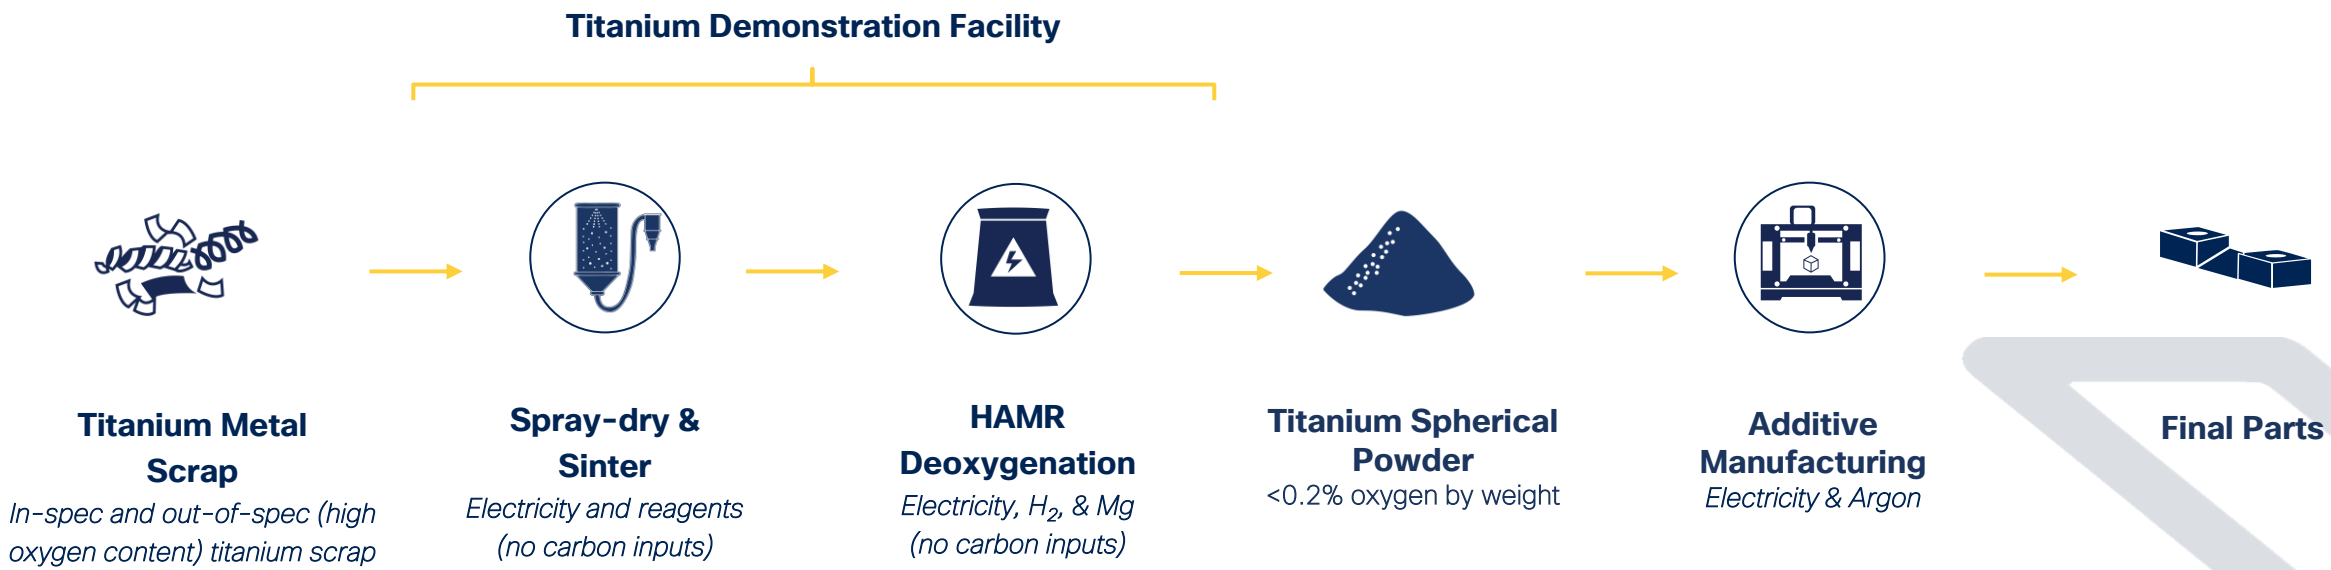 Titanium Demonstration Facility
Titanium Metal
Scrap
In-spec and out-of-spec (high
oxygen content) titanium scrap
Spray-dry &
Sinter
Electricity and reagents
(no carbon inputs)
HAMR
Deoxygenation
Electricity, H₂, & Mg
(no carbon inputs)
Titanium Spherical
Powder
<0.2% oxygen by weight
Additive
Manufacturing
Electricity & Argon
Final Parts